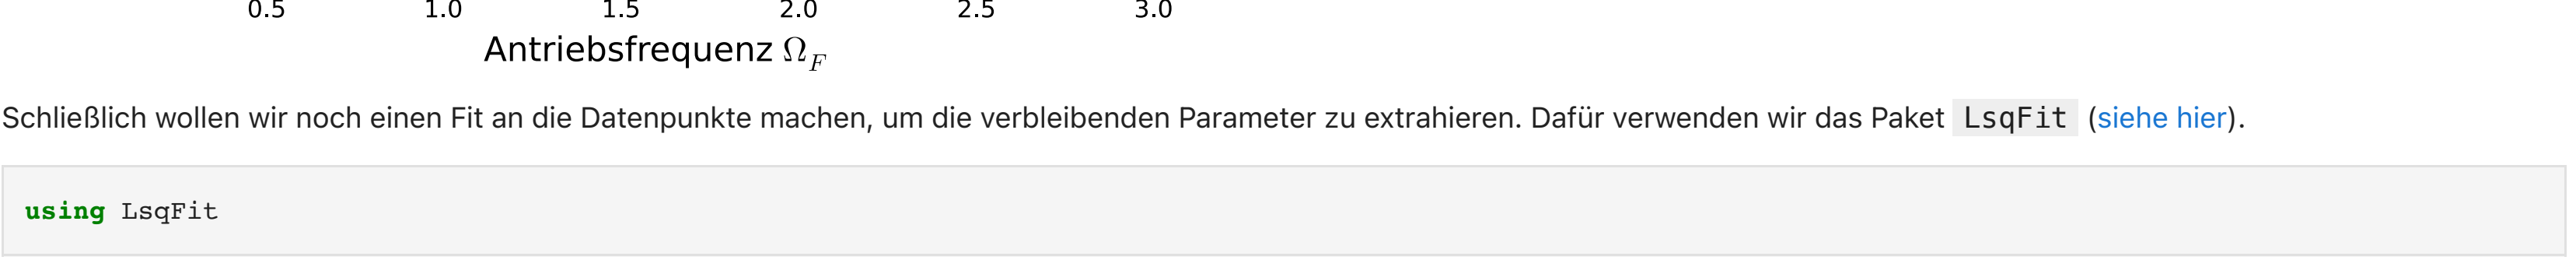 0.5 1.0 1.5 2.0 2.5 3.0
Antriebsfrequenz Ω_F
Schließlich wollen wir noch einen Fit an die Datenpunkte machen, um die verbleibenden Parameter zu extrahieren. Dafür verwenden wir das Paket LsqFit (siehe hier).
using LsqFit